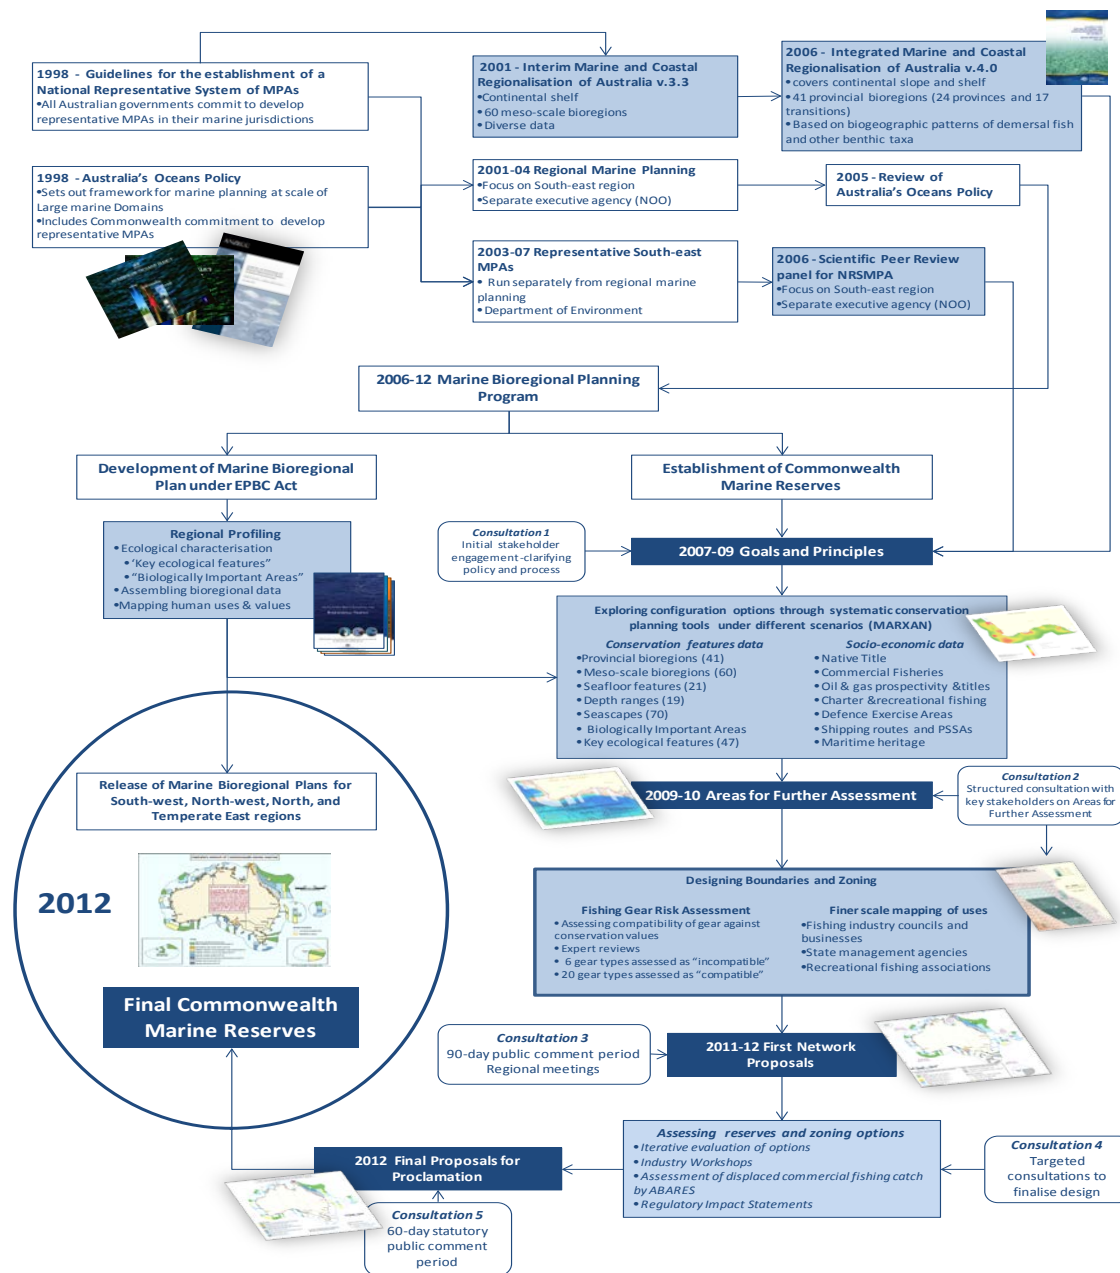 1998 - Guidelines for the establishment of a
National Representative System of MPAs
•All Australian governments commit to develop
representative MPAs in their marine jurisdictions
2001 - Interim Marine and Coastal
Regionalisation of Australia v.3.3
•Continental shelf
•60 meso-scale bioregions
•Diverse data
2006 - Integrated Marine and Coastal
Regionalisation of Australia v.4.0
•covers continental slope and shelf
•41 provincial bioregions (24 provinces and 17
transitions)
•Based on biogeographic patterns of demersal fish
and other benthic taxa
1998 - Australia's Oceans Policy
•Sets out framework for marine planning at scale of
Large marine Domains
•Includes Commonwealth commitment to develop
representative MPAs
2001-04 Regional Marine Planning
•Focus on South-east region
•Separate executive agency (NOO)
2005 - Review of
Australia's Oceans Policy
2003-07 Representative South-east
MPAs
• Run separately from regional marine
planning
•Department of Environment
2006 - Scientific Peer Review
panel for NRSMPA
•Focus on South-east region
•Separate executive agency (NOO)
2006-12 Marine Bioregional Planning
Program
Development of Marine Bioregional
Plan under EPBC Act
Establishment of Commonwealth
Marine Reserves
Regional Profiling
•Ecological characterisation
•'Key ecological features"
•"Biologically Important Areas"
•Assembling bioregional data
•Mapping human uses & values
Consultation 1
Initial stakeholder
engagement -clarifying
policy and process
2007-09 Goals and Principles
Exploring configuration options through systematic conservation
planning tools under different scenarios (MARXAN)
Conservation features data
•Provincial bioregions (41)
•Meso-scale bioregions (60)
•Seafloor features (21)
•Depth ranges (19)
•Seascapes (70)
• Biologically Important Areas
•Key ecological features (47)
Socio-economic data
•Native Title
•Commercial Fisheries
•Oil & gas prospectivity &titles
•Charter &recreational fishing
•Defence Exercise Areas
•Shipping routes and PSSAs
•Maritime heritage
Release of Marine Bioregional Plans for
South-west, North-west, North, and
Temperate East regions
2009-10 Areas for Further Assessment
Consultation 2
Structured consultation with
key stakeholders on Areas for
Further Assessment
2012
Designing Boundaries and Zoning
Fishing Gear Risk Assessment
•Assessing compatibility of gear against
conservation values
•Expert reviews
• 6 gear types assessed as "incompatible"
•20 gear types assessed as "compatible"
Finer scale mapping of uses
•Fishing industry councils and
businesses
•State management agencies
•Recreational fishing associations
Final Commonwealth
Marine Reserves
Consultation 3
90-day public comment period
Regional meetings
2011-12 First Network
Proposals
Assessing reserves and zoning options
•Iterative evaluation of options
•Industry Workshops
•Assessment of displaced commercial fishing catch
by ABARES
•Regulatory Impact Statements
Consultation 4
Targeted
consultations to
finalise design
2012 Final Proposals for
Proclamation
Consultation 5
60-day statutory
public comment
period